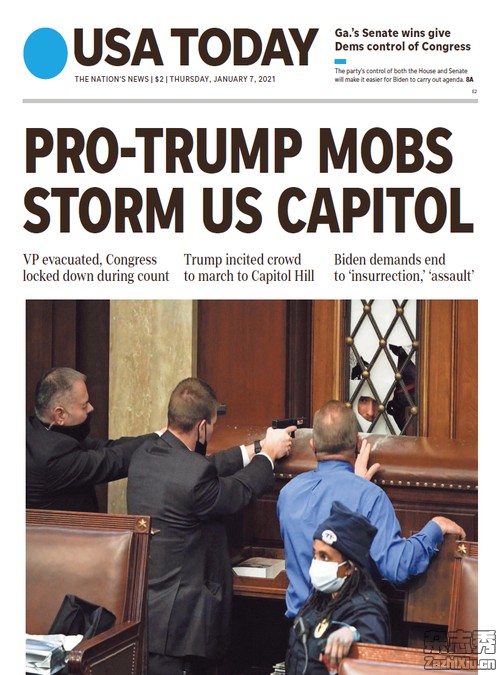 USA TODAY
THE NATION'S NEWS | $2 | THURSDAY, JANUARY 7, 2021
Ga.'s Senate wins give
Dems control of Congress
The party's control of both the House and Senate
will make it easier for Biden to carry out agenda. 8A
E2
PRO-TRUMP MOBS
STORM US CAPITOL
VP evacuated, Congress
locked down during count
Trump incited crowd
to march to Capitol Hill
Biden demands end
to ‘insurrection,’ ‘assault’
杂志秀
ZaZhiXiu.cn